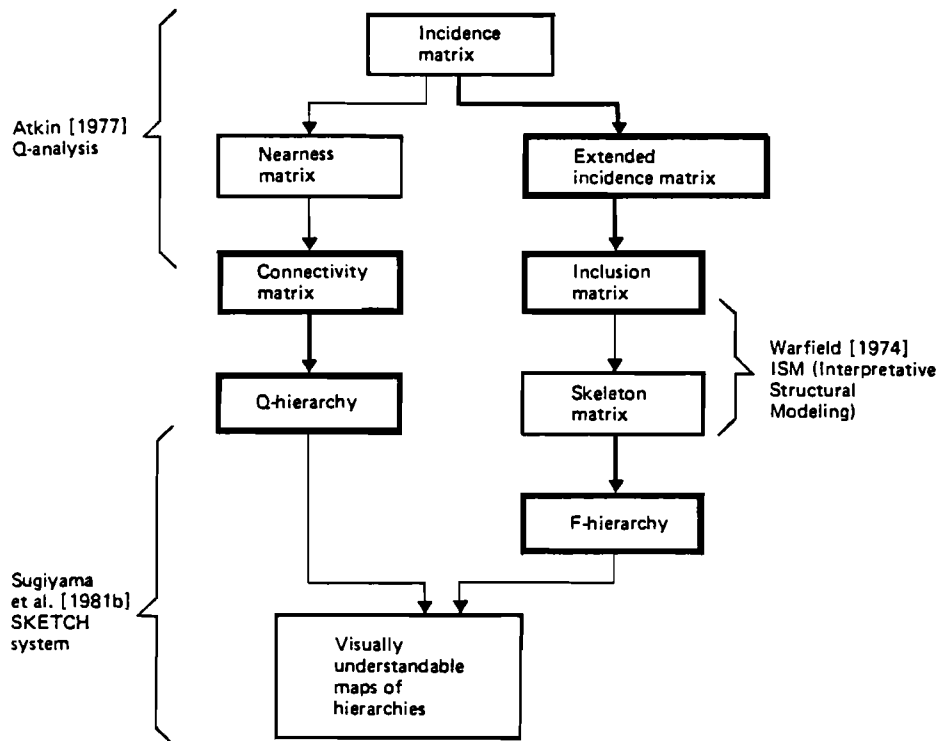 Incidence
matrix
Atkin [1977]
Q-analysis
Nearness
matrix
Extended
incidence matrix
Connectivity
matrix
Inclusion
matrix
Warfield [1974]
ISM (Interpretative
Structural
Modeling)
Q-hierarchy
Skeleton
matrix
F-hierarchy
Sugiyama
et al. [1981b]
SKETCH
system
Visually
understandable
maps of
hierarchies